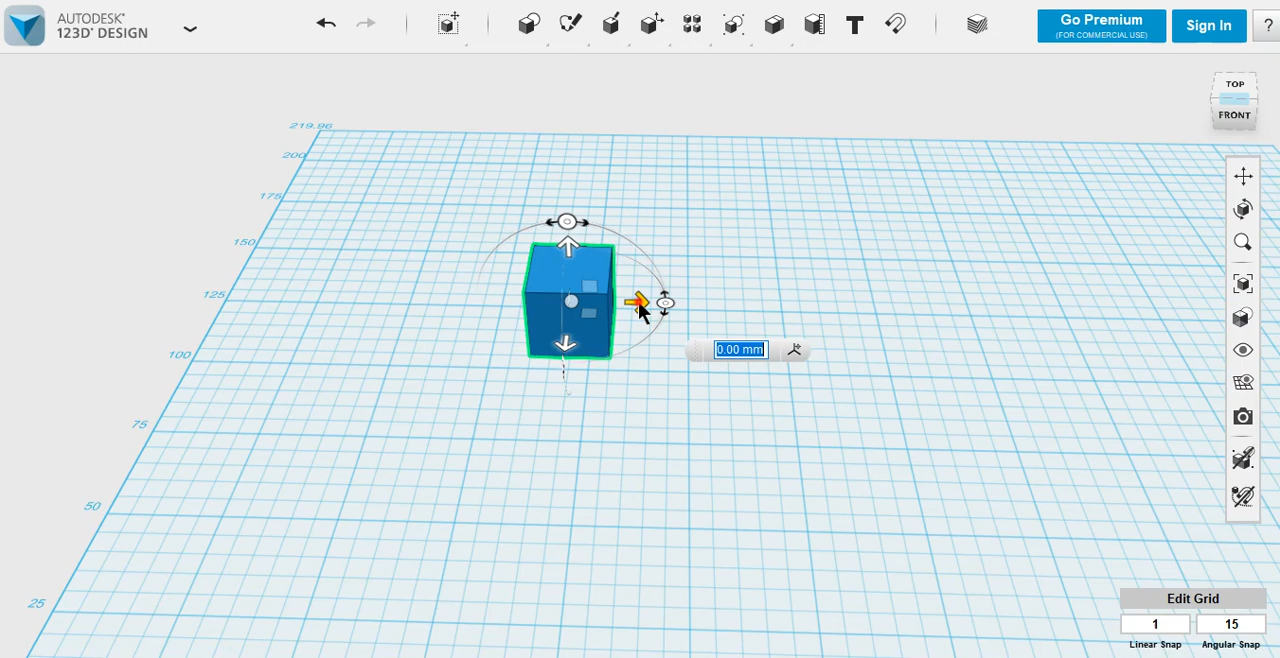 AUTODESK®
123D® DESIGN
Go Premium
(FOR COMMERCIAL USE)
Sign In
?
TOP
FRONT
219.96
200
175
150
125
100
75
50
25
0.00 mm
Edit Grid
1 15
Linear Snap Angular Snap